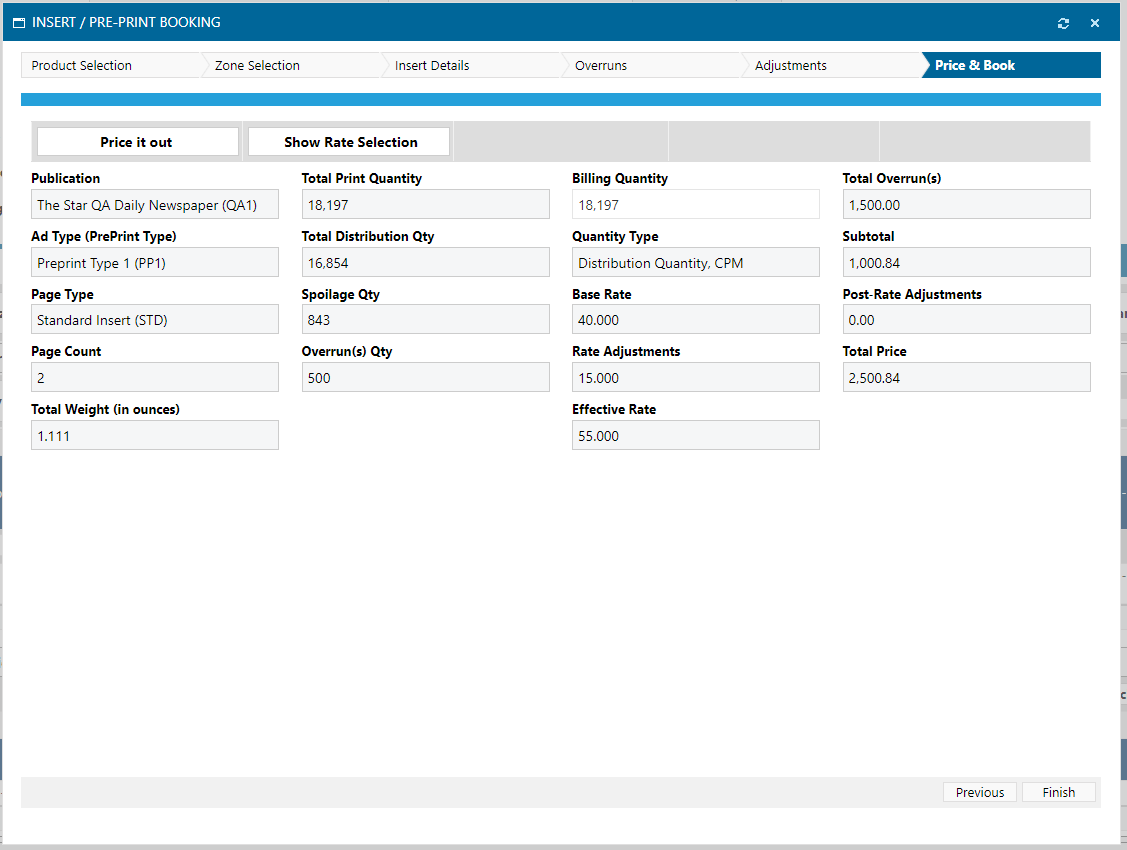 INSERT / PRE-PRINT BOOKING
Product Selection Zone Selection Insert Details Overruns Adjustments Price & Book
Price it out Show Rate Selection
Publication Total Print Quantity Billing Quantity Total Overrun(s)
The Star QA Daily Newspaper (QA1) 18,197 18,197 1,500.00
Ad Type (PrePrint Type) Total Distribution Qty Quantity Type Subtotal
Preprint Type 1 (PP1) 16,854 Distribution Quantity, CPM 1,000.84
Page Type Spoilage Qty Base Rate Post-Rate Adjustments
Standard Insert (STD) 843 40.000 0.00
Page Count Overrun(s) Qty Rate Adjustments Total Price
2 500 15.000 2,500.84
Total Weight (in ounces) Effective Rate
1.111 55.000
Previous Finish